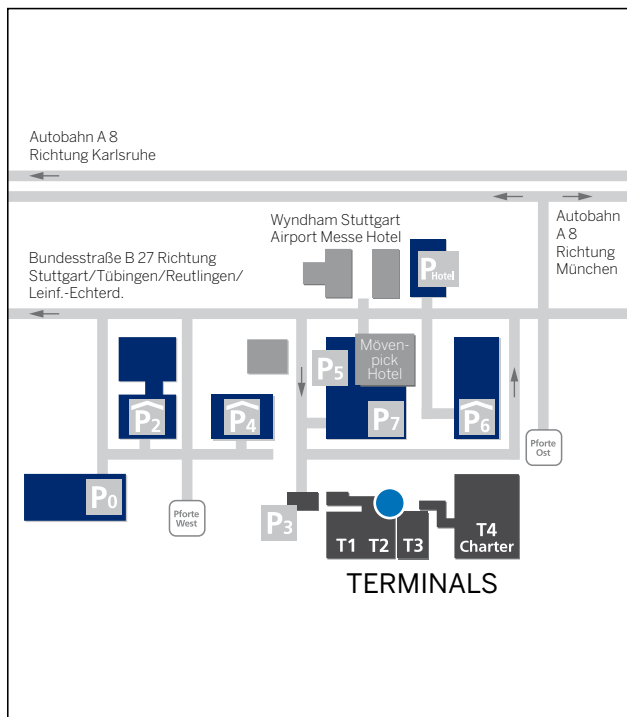 Autobahn A 8
Richtung Karlsruhe
Wyndham Stuttgart
Airport Messe Hotel
Autobahn
A 8
Richtung
München
Bundesstraße B 27 Richtung
Stuttgart/Tübingen/Reutlingen/
Leinf.-Echterd.
P Hotel
Möven-
pick
Hotel
P5
P2
P4
P7
P6
Pforte
Ost
P0
Pforte
West
P3
T1 T2 T3
T4
Charter
TERMINALS